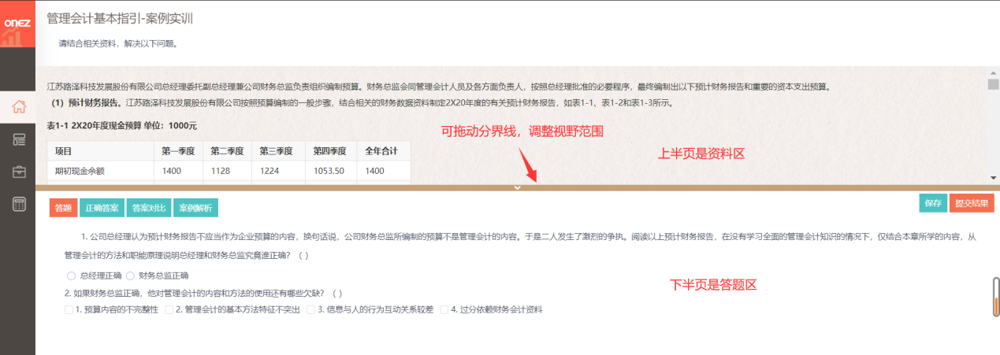 onez
管理会计基本指引-案例实训
请结合相关资料，解决以下问题。
江苏路泽科技发展股份有限公司总经理委托副总经理兼公司财务总监负责组织编制预算。财务总监会同管理会计人员及各方面负责人，按照总经理批准的必要程序，最终编制出以下预计财务报告和重要的资本支出预算。
（1）预计财务报告。江苏路泽科技发展股份有限公司按照预算编制的一般步骤，结合相关的财务数据资料制定2X20年度的有关预计财务报告，如表1-1、表1-2和表1-3所示。
表1-1 2X20年度现金预算 单位：1000元
可拖动分界线，调整视野范围
项目 第一季度 第二季度 第三季度 第四季度 全年合计
上半页是资料区
期初现金余额 1400 1128 1224 1053.50 1400
答题 正确答案 答案对比 案例解析 保存 提交结果
1. 公司总经理认为预计财务报告不应当作为企业预算的内容，换句话说，公司财务总监所编制的预算不是管理会计的内容。于是二人发生了激烈的争执。阅读以上预计财务报告，在没有学习全面的管理会计知识的情况下，仅结合本章所学的内容，从
管理会计的方法和职能原理说明总经理和财务总监究竟谁正确？（ ）
总经理正确 财务总监正确
下半页是答题区
2. 如果财务总监正确，他对管理会计的内容和方法的使用还有哪些欠缺？（ ）
1. 预算内容的不完整性 2. 管理会计的基本方法特征不突出 3. 信息与人的行为互动关系较差 4. 过分依赖财务会计资料